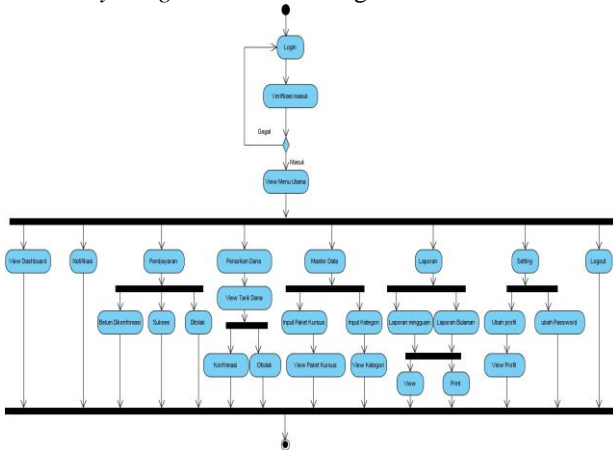 Login
Verifikasi masuk
Gagal
Masuk
View Menu Utama
View Dashboard
Notifikasi
Pembayaran
Penarikan Dana
Master Data
Laporan
Setting
Logout
View Tarik Dana
Belum Dikonfirmasi
Sukses
Ditolak
Input Paket Kursus
Input Kategori
Laporan mingguan
Laporan Bulanan
Ubah profil
ubah Password
Konfirmasi
Ditolak
View Paket Kursus
View Kategori
View Profil
View
Print